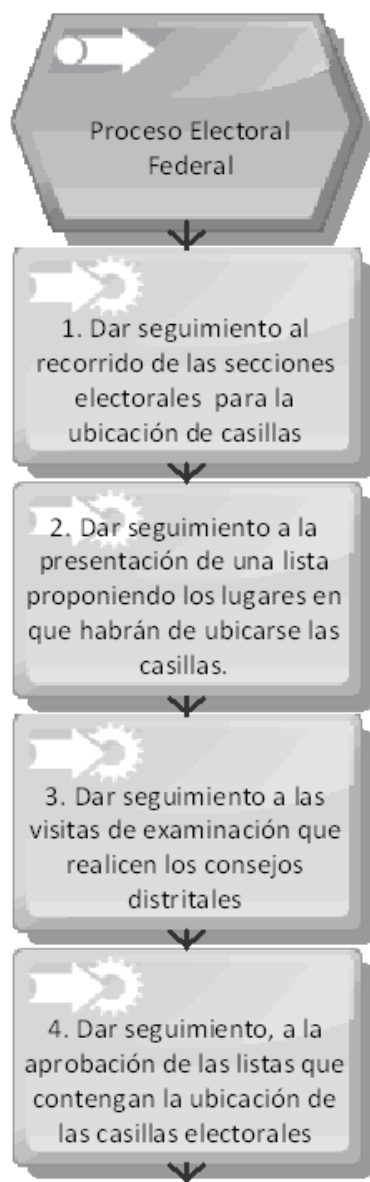 Proceso Electoral
Federal
1. Dar seguimiento al
recorrido de las secciones
electorales para la
ubicación de casillas
2. Dar seguimiento a la
presentación de una lista
proponiendo los lugares en
que habrán de ubicarse las
casillas.
3. Dar seguimiento a las
visitas de examinación que
realicen los consejos
distritales
4. Dar seguimiento, a la
aprobación de las listas que
contengan la ubicación de
las casillas electorales